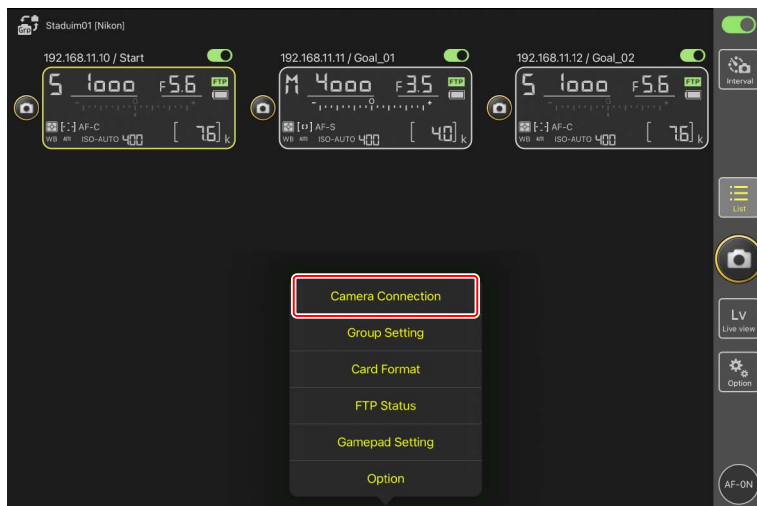 Grp Staduim01 [Nikon]
192.168.11.10 / Start
S 1000 F5.6 FTP
AF-C
WB ISO-AUTO 400 [ 7.6] k
192.168.11.11 / Goal_01
M 4000 F3.5 FTP
AF-S
WB ISO-AUTO 400 [ 4.0] k
192.168.11.12 / Goal_02
S 1000 F5.6 FTP
AF-C
WB ISO-AUTO 400 [ 7.6] k
Camera Connection
Group Setting
Card Format
FTP Status
Gamepad Setting
Option
Interval
List
Lv
Live view
Option
AF-ON